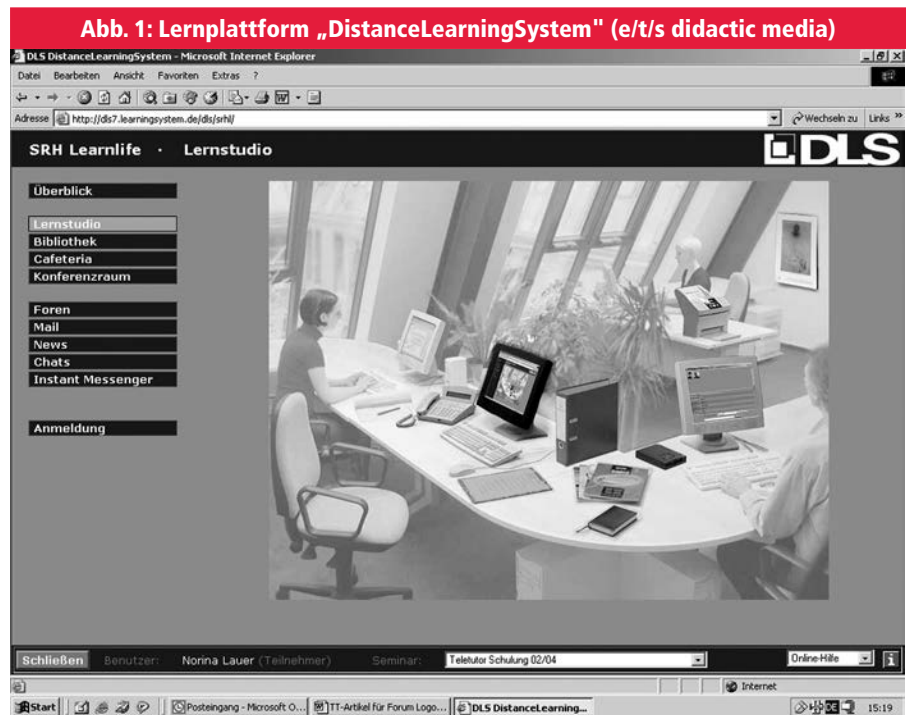 Abb. 1: Lernplattform „DistanceLearningSystem" (e/t/s didactic media)
DLS DistanceLearningSystem - Microsoft Internet Explorer
Datei Bearbeiten Ansicht Favoriten Extras ?
Adresse http://dls7.learningsystem.de/dls/srhl/ Wechseln zu Links »
SRH Learnlife · Lernstudio DLS
Überblick
Lernstudio
Bibliothek
Cafeteria
Konferenzraum
Foren
Mail
News
Chats
Instant Messenger
Anmeldung
Schließen Benutzer: Norina Lauer (Teilnehmer) Seminar: Teletutor Schulung 02/04 Online-Hilfe i
Internet
Start Posteingang - Microsoft O... TT-Artikel für Forum Logo... DLS DistanceLearning... DE 15:19